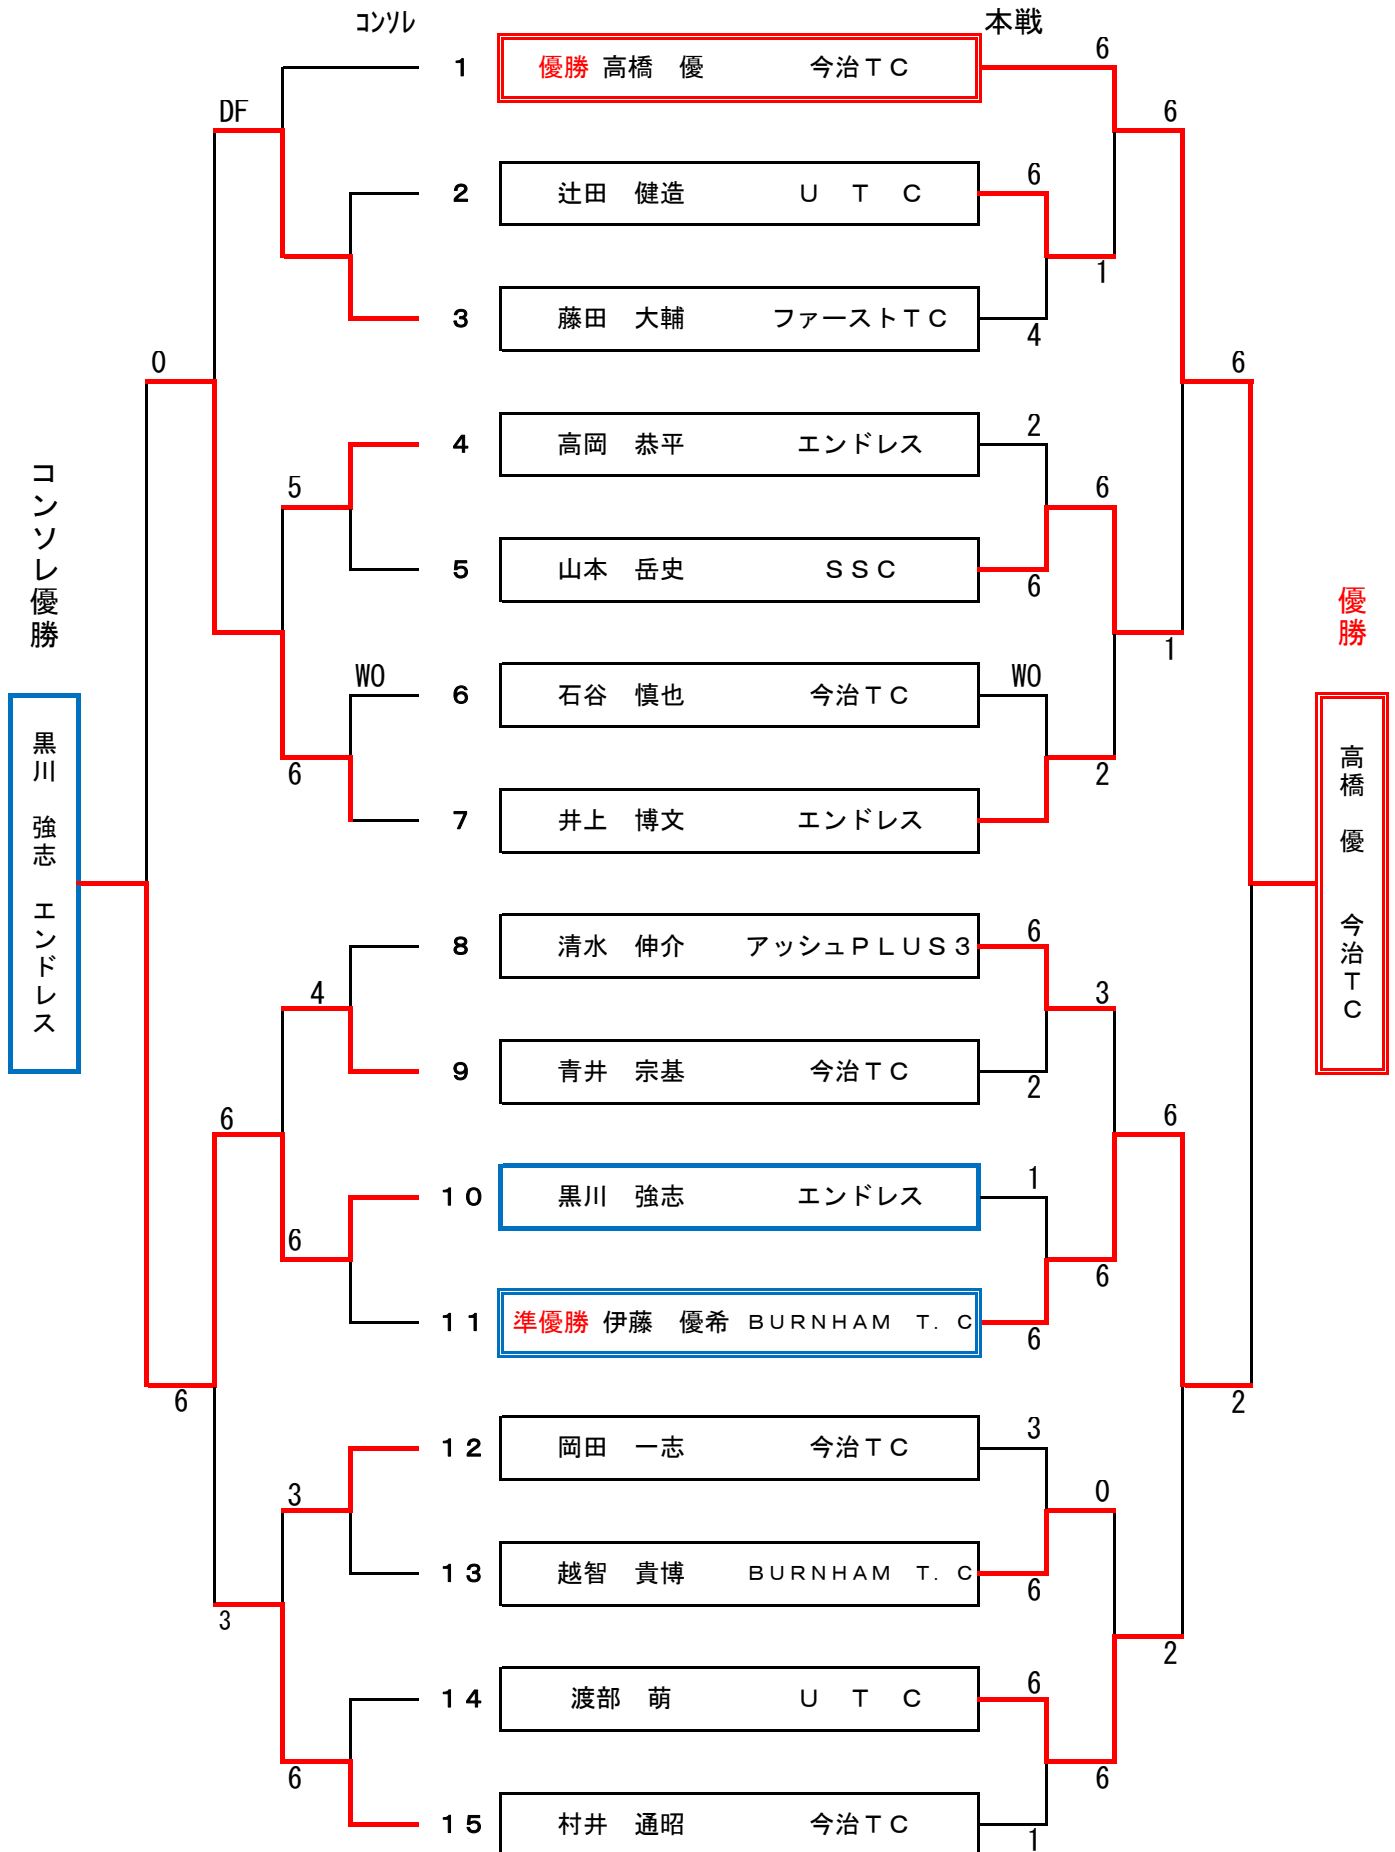 コンソレ
本戦
1 優勝 高橋 優 今治TC 6
DF 6
2 辻田 健造 U T C 6
1
3 藤田 大輔 ファーストTC 4
0 6
4 高岡 恭平 エンドレス 2
5 6
5 山本 岳史 SSC 6
1
WO 6 石谷 慎也 今治TC WO
6 2
7 井上 博文 エンドレス
コンソレ優勝
黒川 強志 エンドレス
優勝
高橋 優 今治TC
8 清水 伸介 アッシュPLUS3 6
4 3
9 青井 宗基 今治TC 2
6 6
10 黒川 強志 エンドレス 1
6 6
11 準優勝 伊藤 優希 BURNHAM T. C 6
6 2
12 岡田 一志 今治TC 3
3 0
13 越智 貴博 BURNHAM T. C 6
3 2
14 渡部 萌 U T C 6
6 6
15 村井 通昭 今治TC 1